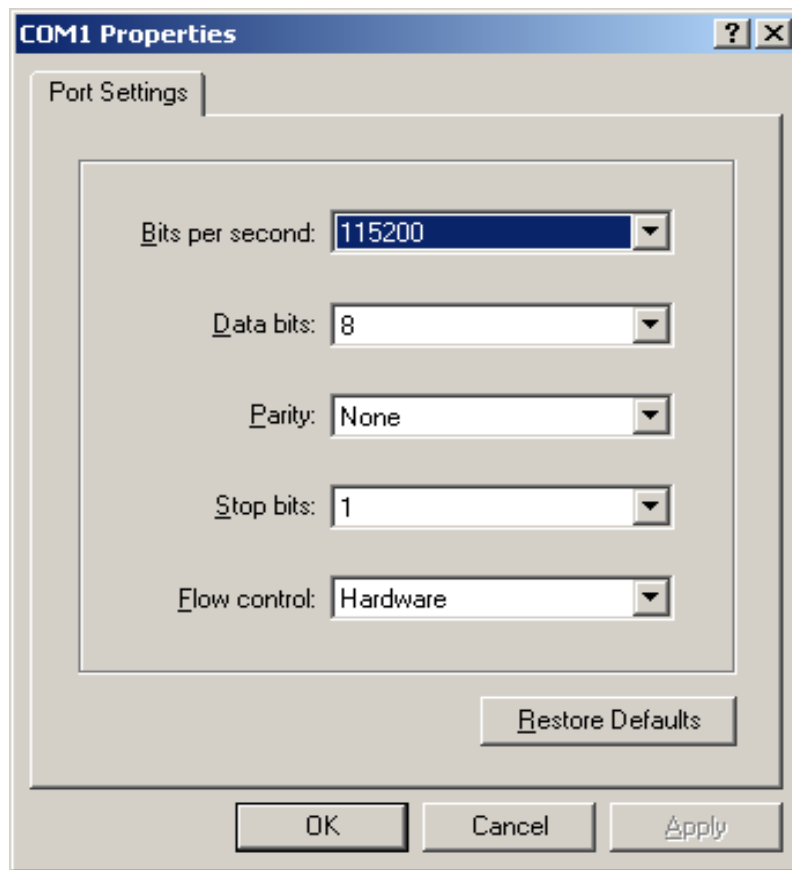 COM1 Properties
Port Settings
Bits per second: 115200
Data bits: 8
Parity: None
Stop bits: 1
Flow control: Hardware
Restore Defaults
OK Cancel Apply